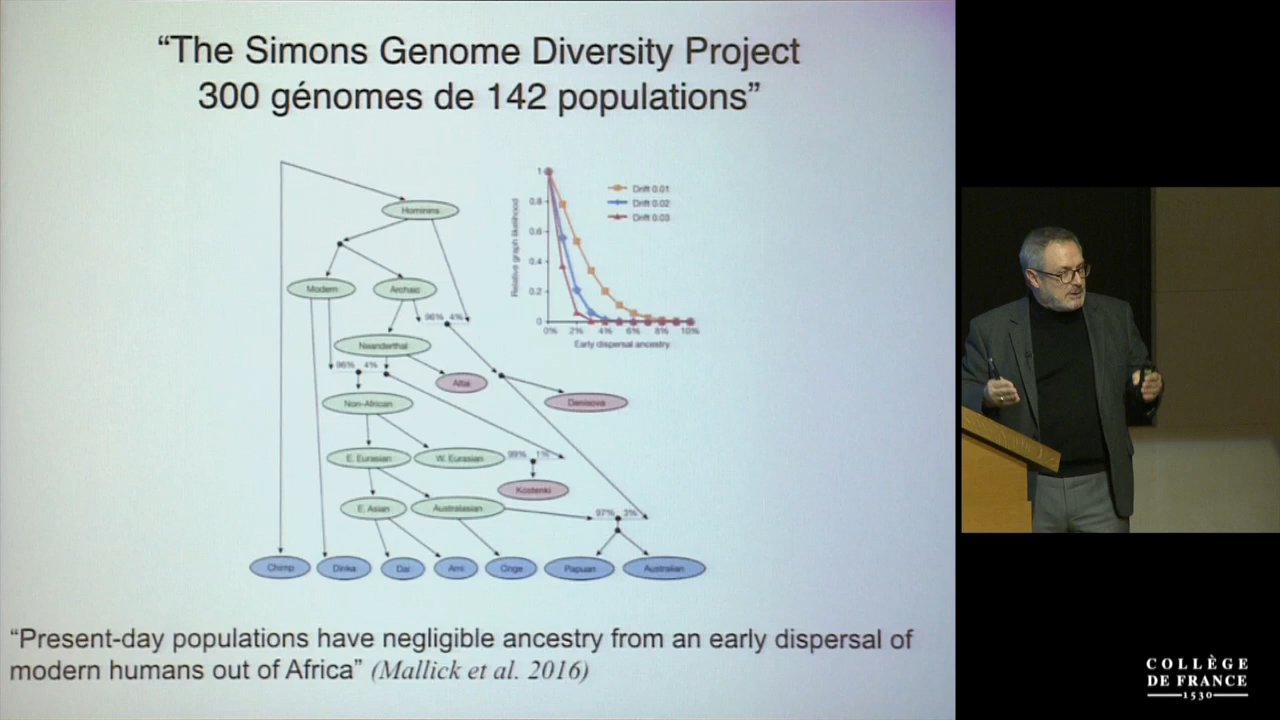 “The Simons Genome Diversity Project
300 génomes de 142 populations”
Hominins
Modern
Archaic
96% 4%
Neanderthal
96% 4%
Altai
Non-African
Denisova
E. Eurasian
W. Eurasian
99% 1%
Kostenki
E. Asian
Australasian
97% 3%
Chimp
Dinka
Dai
Ami
Onge
Papuan
Australian
Relative graph likelihood
1
0.8
0.6
0.4
0.2
0
Drift 0.01
Drift 0.02
Drift 0.03
0% 2% 4% 6% 8% 10%
Early dispersal ancestry
“Present-day populations have negligible ancestry from an early dispersal of
modern humans out of Africa” (Mallick et al. 2016)
COLLÈGE
DE FRANCE
1530